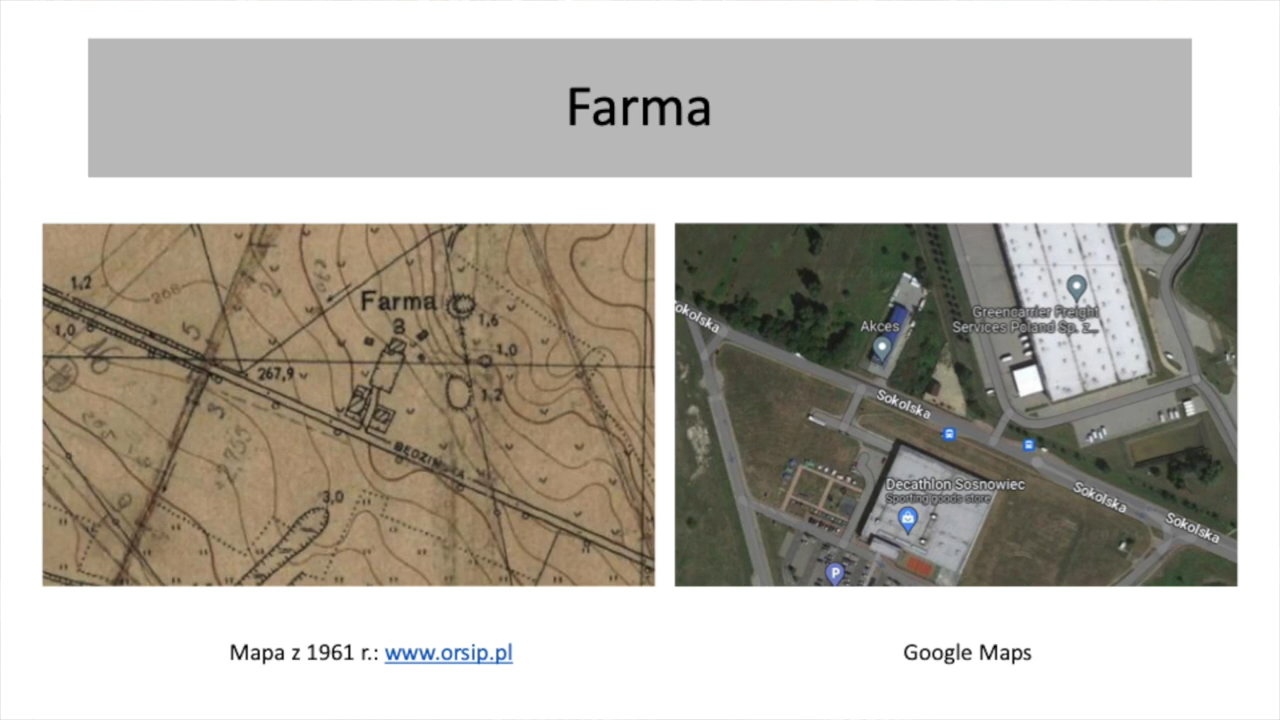 Farma
1,2
268
1,0
Farma
3
1,6
1,0
267,9
1,2
3,0
Sokolska
Akces
Greencarrier Freight
Services Poland Sp. z...
Sokolska
Decathlon Sosnowiec
Sporting goods store
Sokolska
Sokolska
P
Mapa z 1961 r.: www.orsip.pl
Google Maps